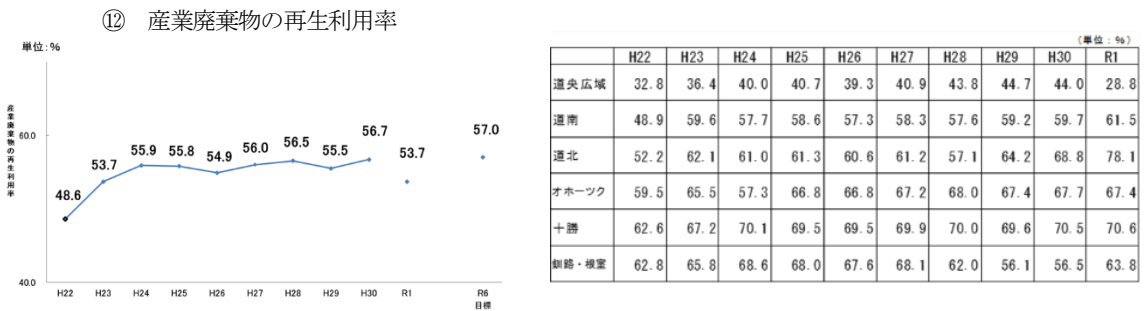 ⑫ 産業廃棄物の再生利用率
単位:%
産業廃棄物の再生利用率
60.0
40.0
48.6
53.7
55.9
55.8
54.9
56.0
56.5
55.5
56.7
53.7
57.0
H22 H23 H24 H25 H26 H27 H28 H29 H30 R1 R6
目標
(単位:%)
H22 H23 H24 H25 H26 H27 H28 H29 H30 R1
道央広域 32.8 36.4 40.0 40.7 39.3 40.9 43.8 44.7 44.0 28.8
道南 48.9 59.6 57.7 58.6 57.3 58.3 57.6 59.2 59.7 61.5
道北 52.2 62.1 61.0 61.3 60.6 61.2 57.1 64.2 68.8 78.1
オホーツク 59.5 65.5 57.3 66.8 66.8 67.2 68.0 67.4 67.7 67.4
十勝 62.6 67.2 70.1 69.5 69.5 69.9 70.0 69.6 70.5 70.6
釧路・根室 62.8 65.8 68.6 68.0 67.6 68.1 62.0 56.1 56.5 63.8